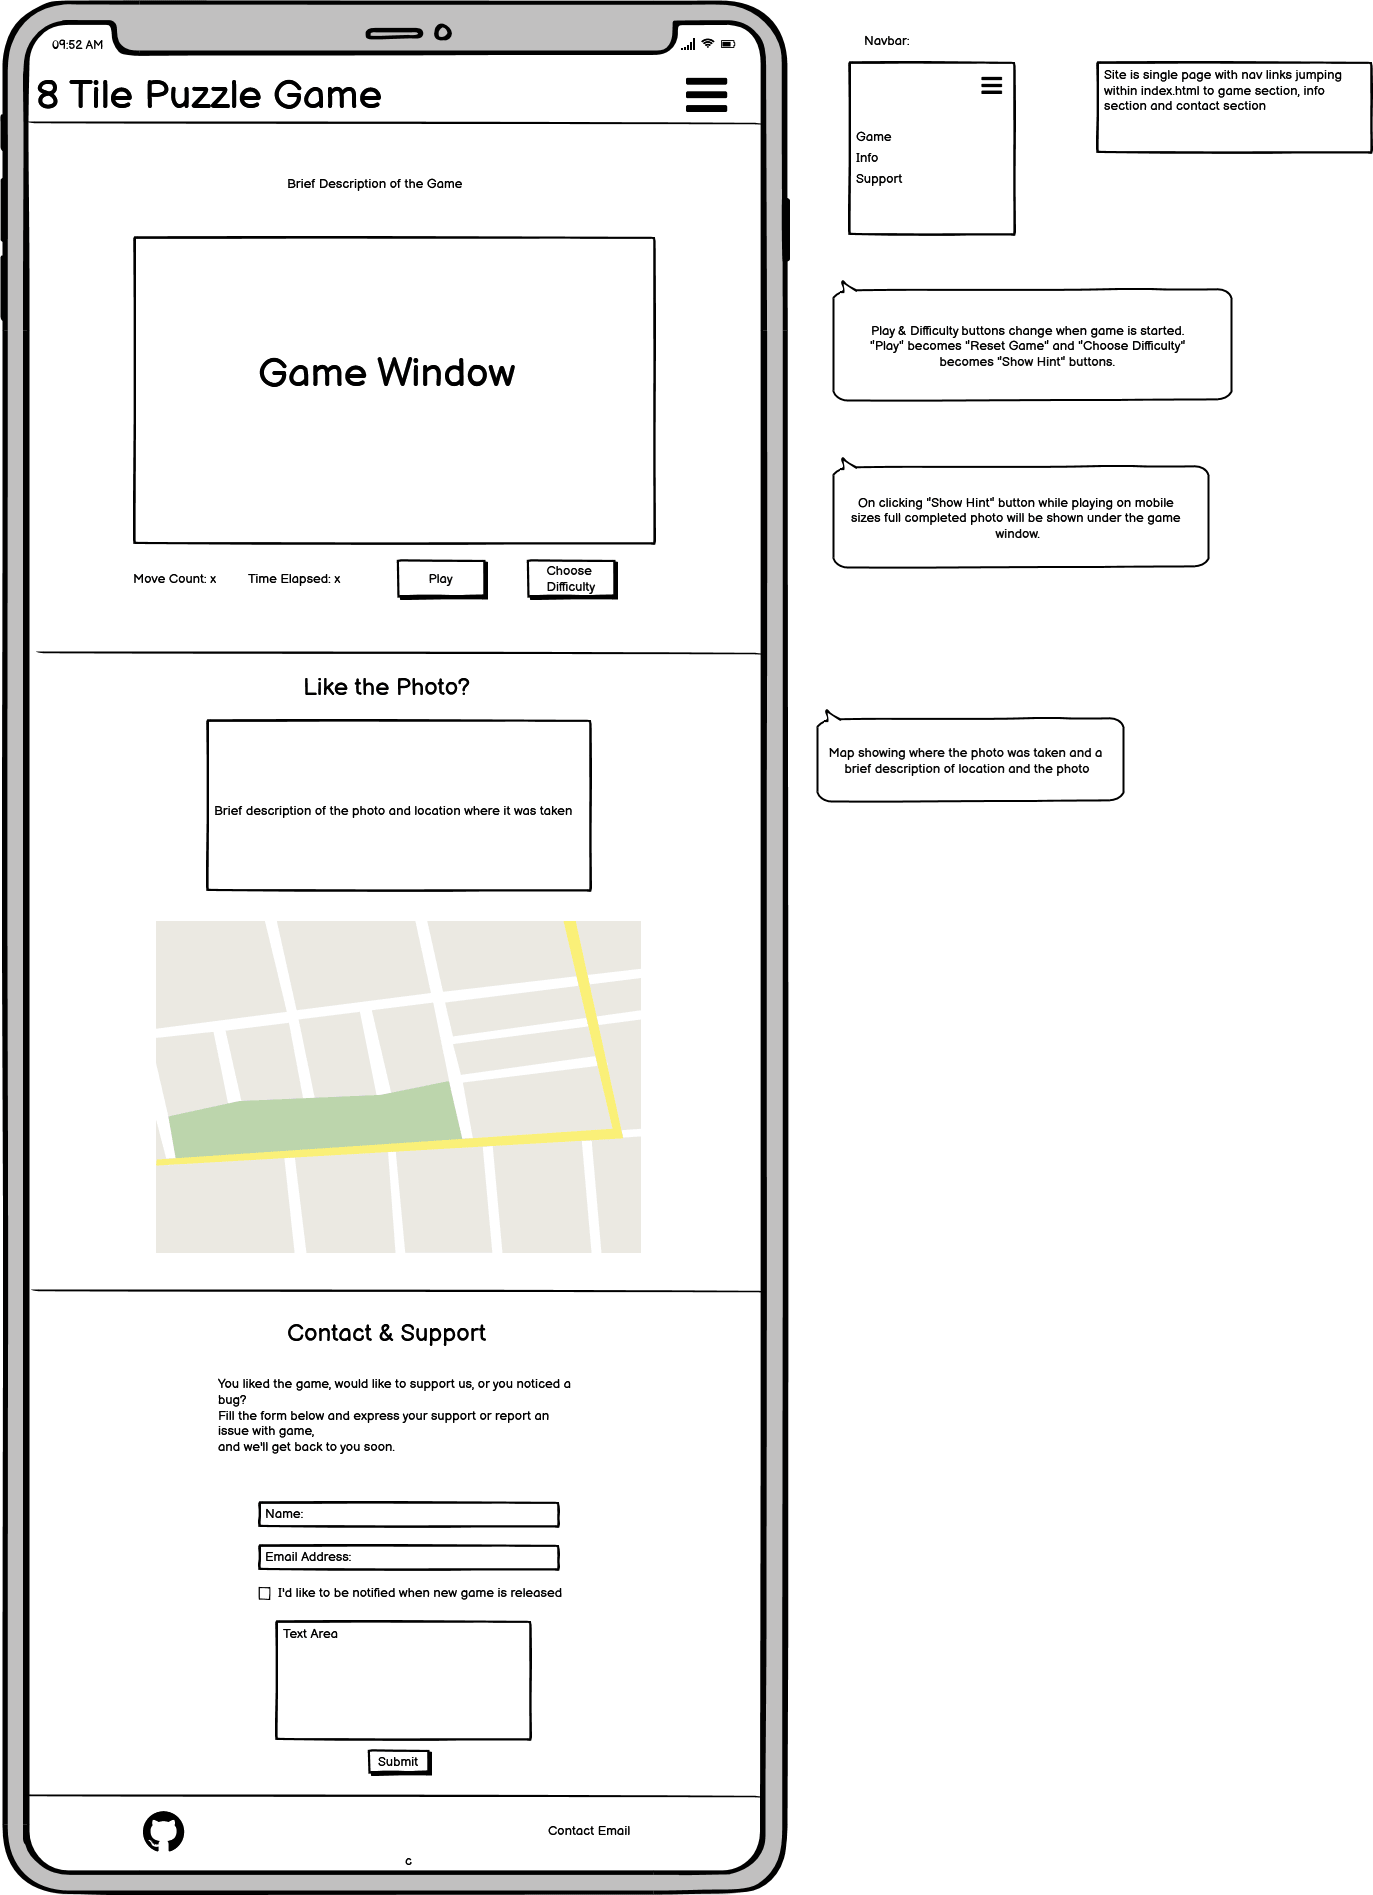 09:52 AM
8 Tile Puzzle Game
Brief Description of the Game
Game Window
Move Count: x
Time Elapsed: x
Play
Choose
Difficulty
Like the Photo?
Brief description of the photo and location where it was taken
Contact & Support
You liked the game, would like to support us, or you noticed a
bug?
Fill the form below and express your support or report an
issue with game,
and we'll get back to you soon.
Name:
Email Address:
I'd like to be notified when new game is released
Text Area
Submit
Contact Email
c
Navbar:
Game
Info
Support
Site is single page with nav links jumping
within index.html to game section, info
section and contact section
Play & Difficulty buttons change when game is started.
"Play" becomes "Reset Game" and "Choose Difficulty"
becomes "Show Hint" buttons.
On clicking "Show Hint" button while playing on mobile
sizes full completed photo will be shown under the game
window.
Map showing where the photo was taken and a
brief description of location and the photo